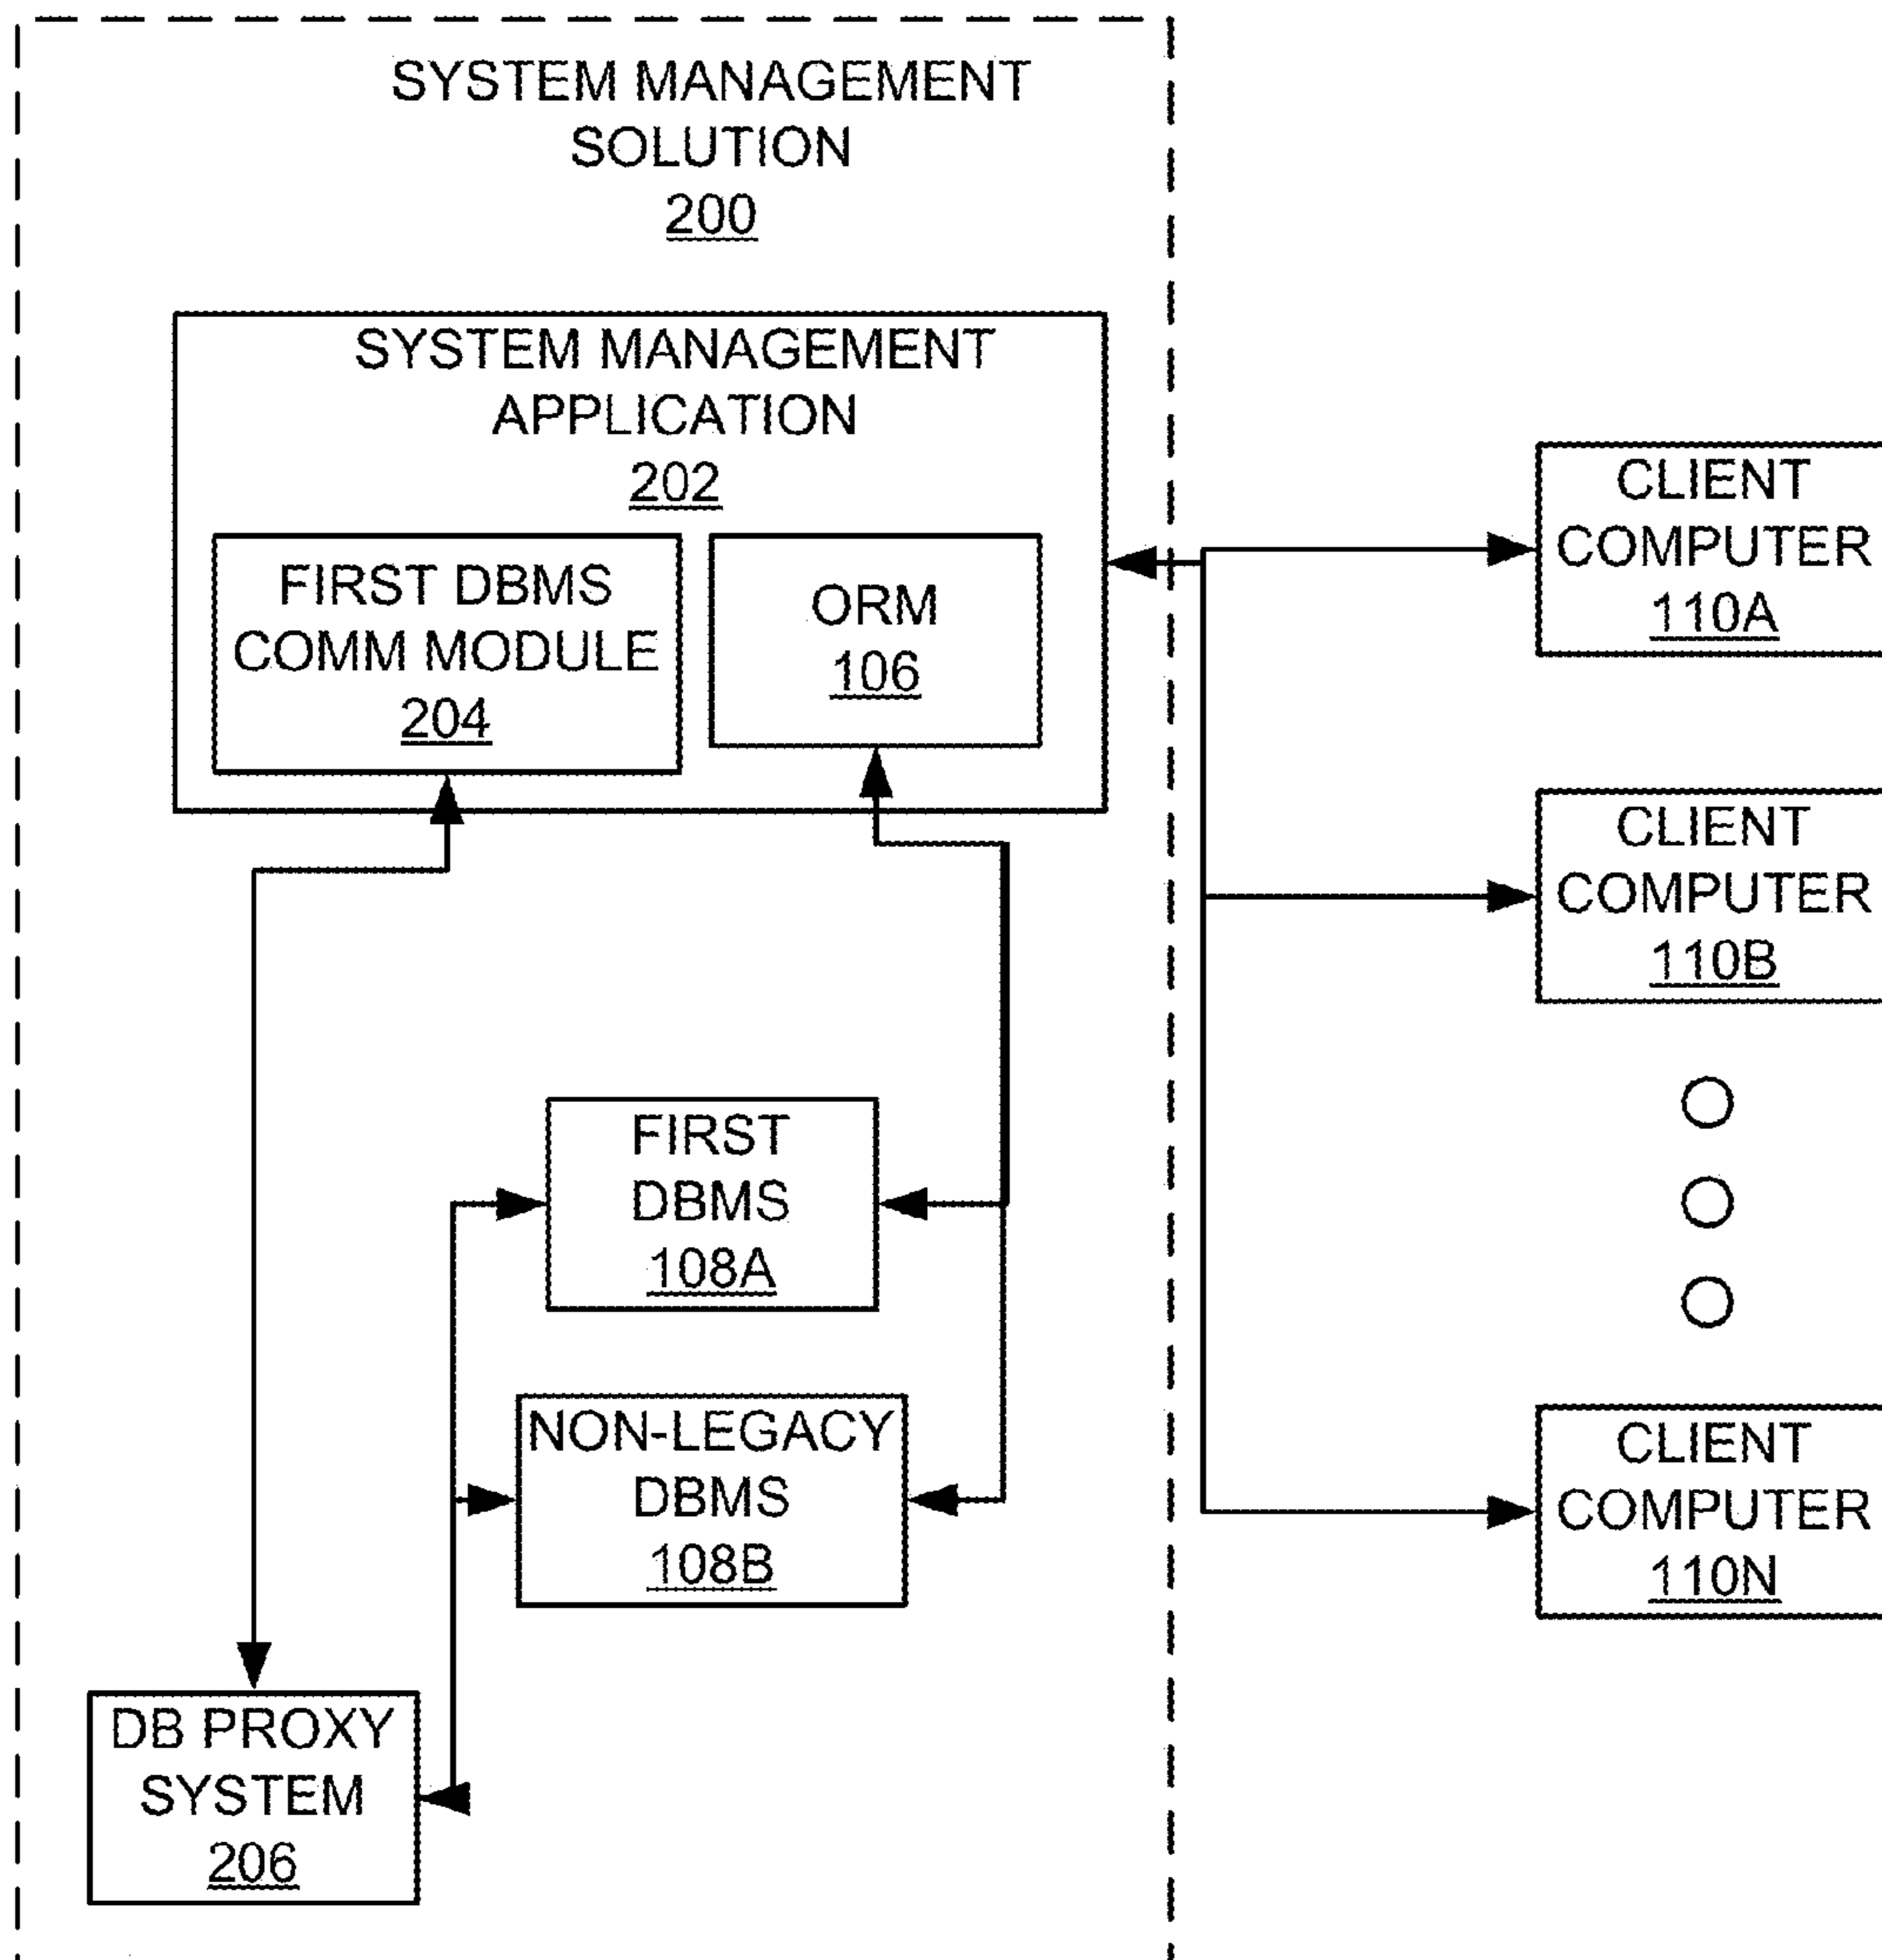 SYSTEM MANAGEMENT
SOLUTION
200
SYSTEM MANAGEMENT
APPLICATION
202
FIRST DBMS
COMM MODULE
204
ORM
106
CLIENT
COMPUTER
110A
CLIENT
COMPUTER
110B
FIRST
DBMS
108A
NON-LEGACY
DBMS
108B
CLIENT
COMPUTER
110N
DB PROXY
SYSTEM
206